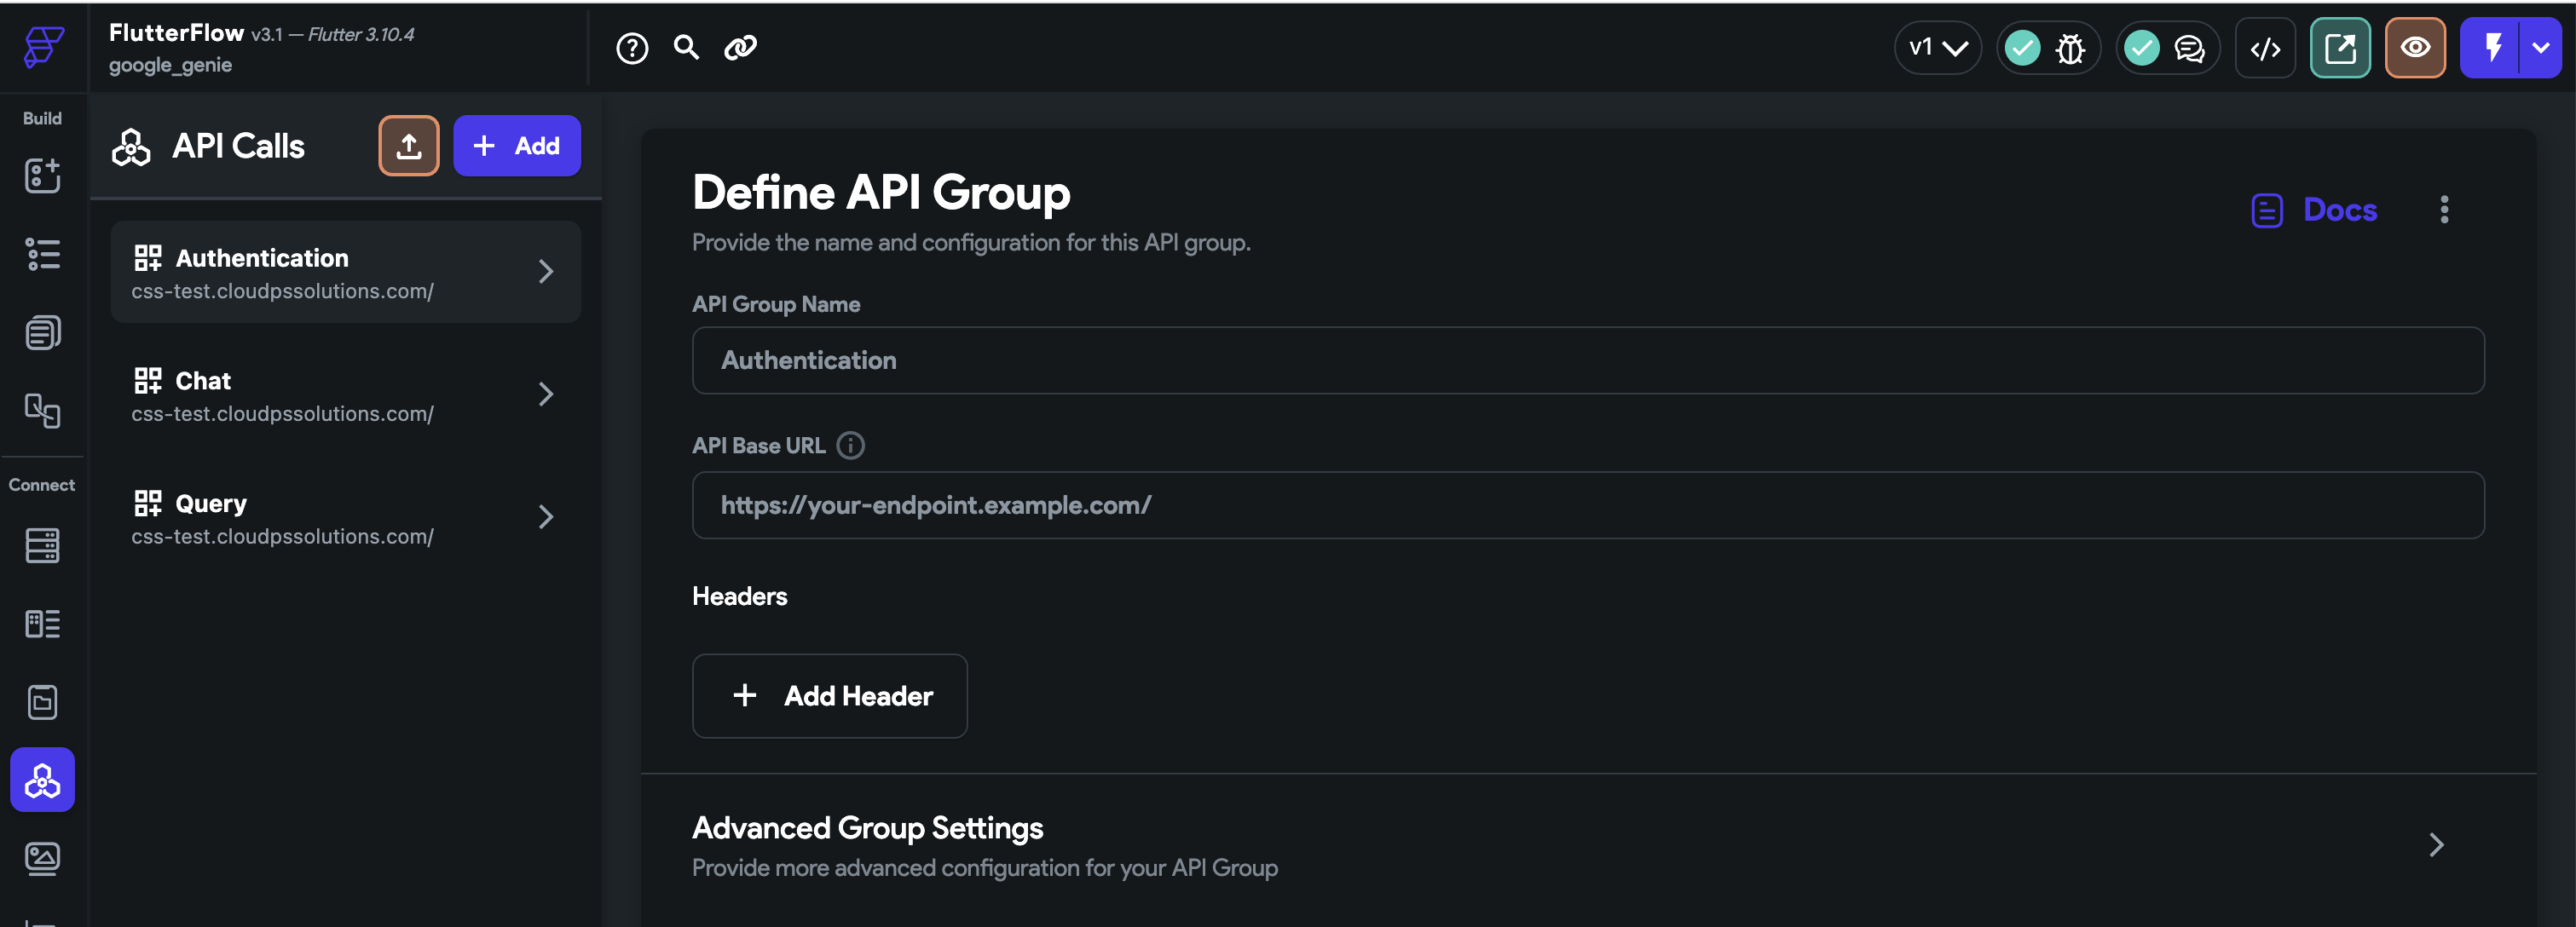 FlutterFlow v3.1 — Flutter 3.10.4
google_genie
v1
Build
API Calls
Add
Authentication
css-test.cloudpssolutions.com/
Chat
css-test.cloudpssolutions.com/
Query
css-test.cloudpssolutions.com/
Connect
Define API Group
Docs
Provide the name and configuration for this API group.
API Group Name
Authentication
API Base URL
https://your-endpoint.example.com/
Headers
+ Add Header
Advanced Group Settings
Provide more advanced configuration for your API Group